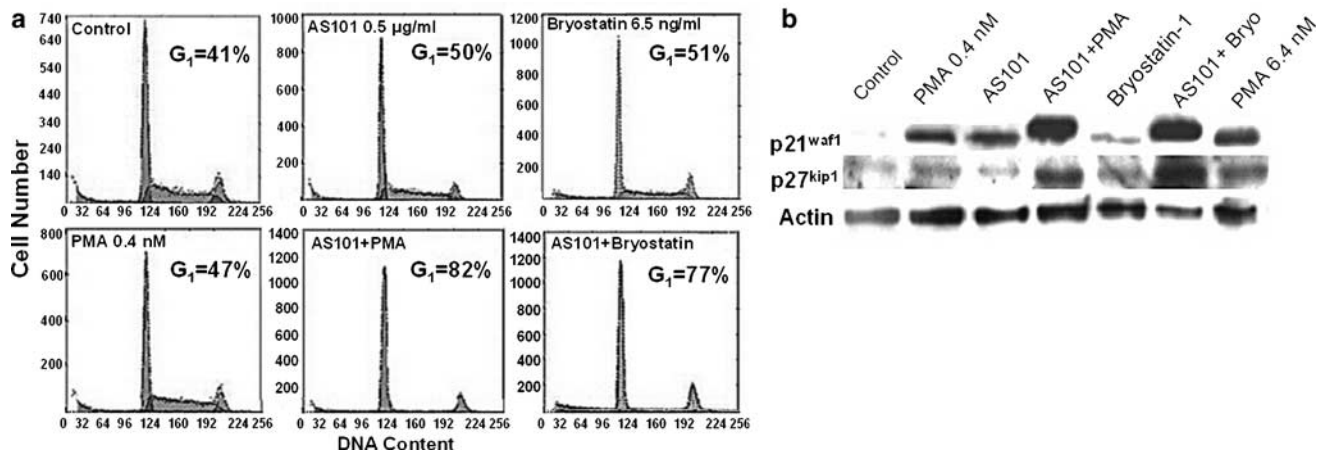 a
Control
G₁=41%
740
640
540
440
340
240
140
0 32 64 96 124 160 192 224 256
AS101 0.5 µg/ml
G₁=50%
1000
800
600
400
200
0 32 64 96 124 160 192 224 256
Bryostatin 6.5 ng/ml
G₁=51%
1200
1000
800
600
400
200
0 32 64 96 124 160 192 224 256
Cell Number
PMA 0.4 nM
G₁=47%
800
600
400
200
0 32 64 96 124 160 192 224 256
AS101+PMA
G₁=82%
1400
1200
1000
800
600
400
200
0 32 64 96 124 160 192 224 256
AS101+Bryostatin
G₁=77%
1400
1200
1000
800
600
400
200
0 32 64 96 124 160 192 224 256
DNA Content
b
Control
PMA 0.4 nM
AS101
AS101+PMA
Bryostatin-1
AS101+ Bryo
PMA 6.4 nM
p21waf1
p27kip1
Actin